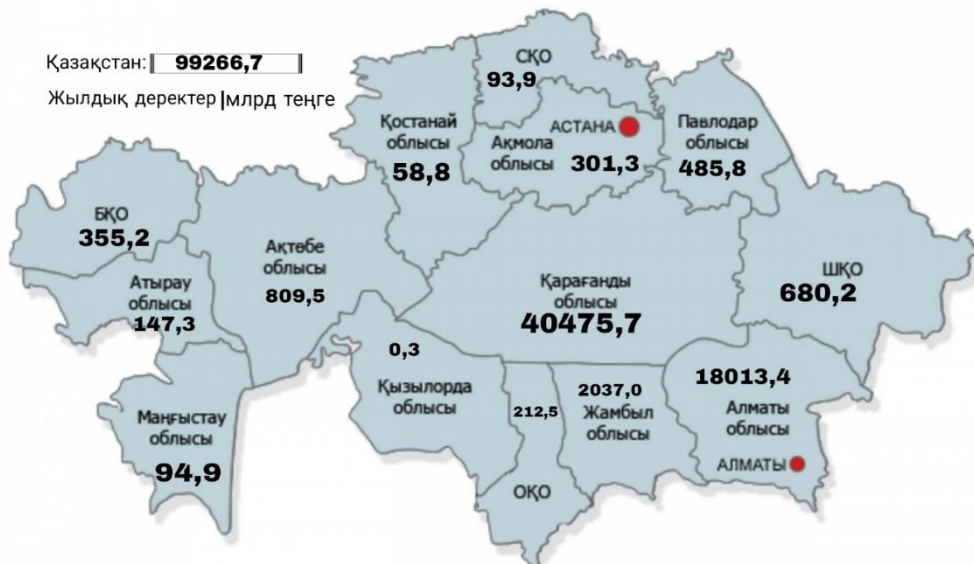 Қазақстан: 99266,7
Жылдық деректер |млрд теңге
СҚО
93,9
Қостанай
облысы
58,8
АСТАНА
Ақмола
облысы 301,3
Павлодар
облысы
485,8
БҚО
355,2
Ақтөбе
облысы
809,5
Атырау
облысы
147,3
Қарағанды
облысы
40475,7
ШҚО
680,2
0,3
Қызылорда
облысы
212,5
ОҚО
2037,0
Жамбыл
облысы
18013,4
Алматы
облысы
АЛМАТЫ
Маңғыстау
облысы
94,9